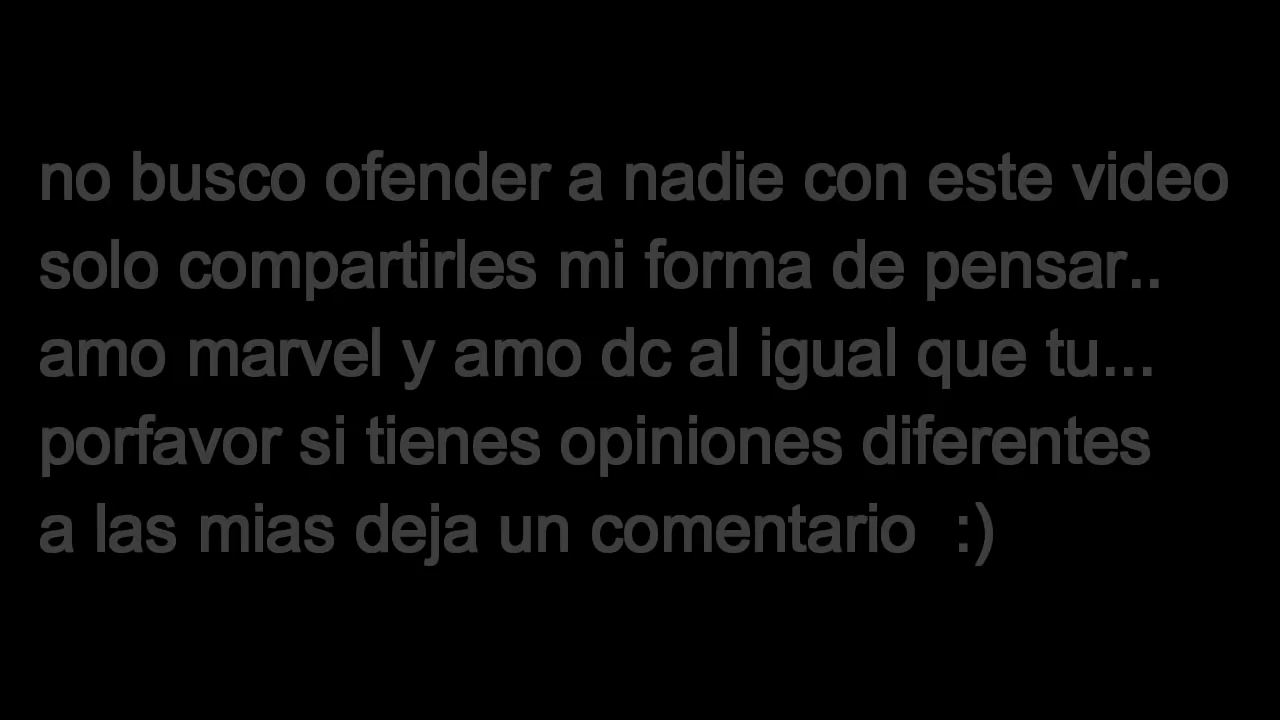 no busco ofender a nadie con este video
solo compartirles mi forma de pensar..
amo marvel y amo dc al igual que tu...
porfavor si tienes opiniones diferentes
a las mias deja un comentario  :)